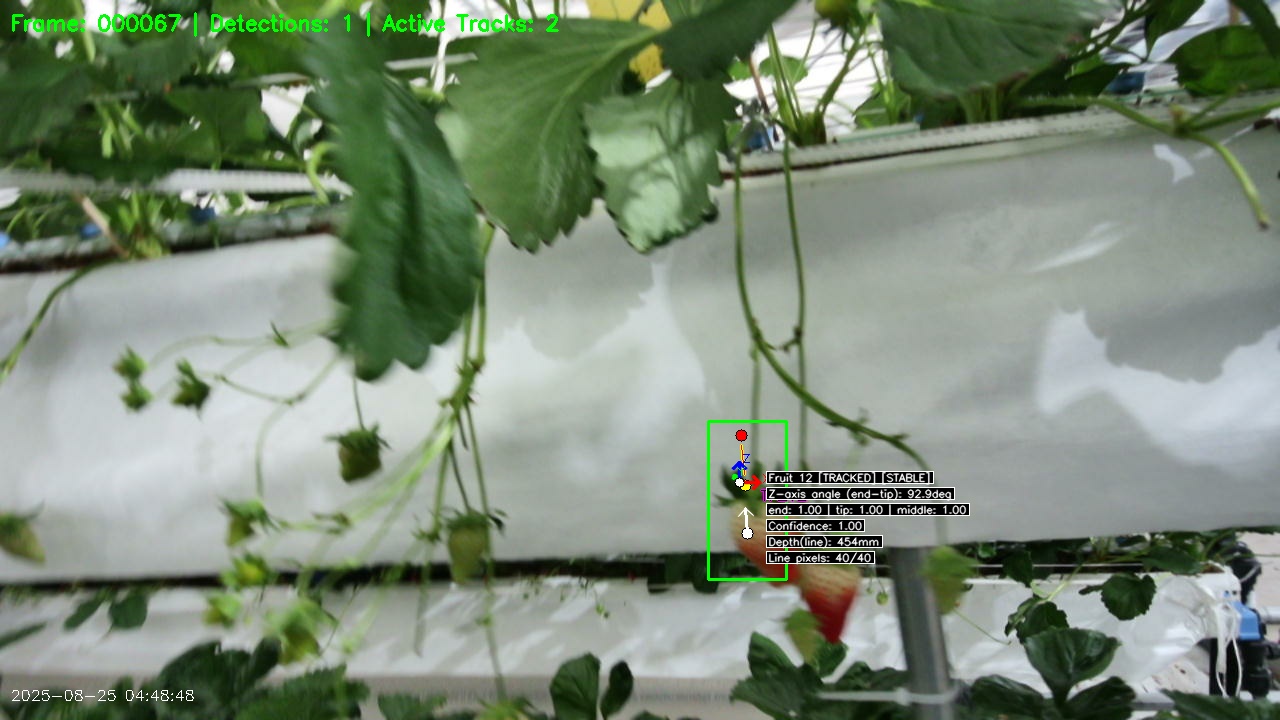 Frame: 000067 | Detections: 1 | Active Tracks: 2
Z
Fruit 12 [TRACKED] [STABLE]
Z-axis angle (end-tip): 92.9deg
end: 1.00 | tip: 1.00 | middle: 1.00
Confidence: 1.00
Depth(line): 454mm
Line pixels: 40/40
2025-08-25 04:48:48